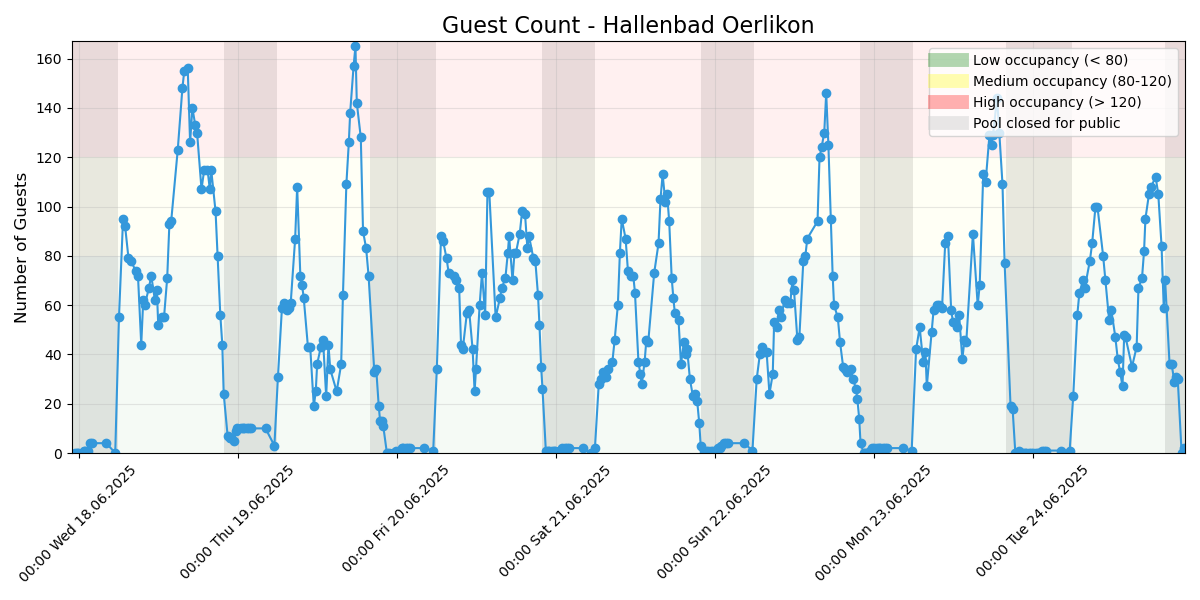 Guest Count - Hallenbad Oerlikon
Number of Guests
160
140
120
100
80
60
40
20
0
Low occupancy (< 80)
Medium occupancy (80-120)
High occupancy (> 120)
Pool closed for public
00:00 Wed 18.06.2025
00:00 Thu 19.06.2025
00:00 Fri 20.06.2025
00:00 Sat 21.06.2025
00:00 Sun 22.06.2025
00:00 Mon 23.06.2025
00:00 Tue 24.06.2025